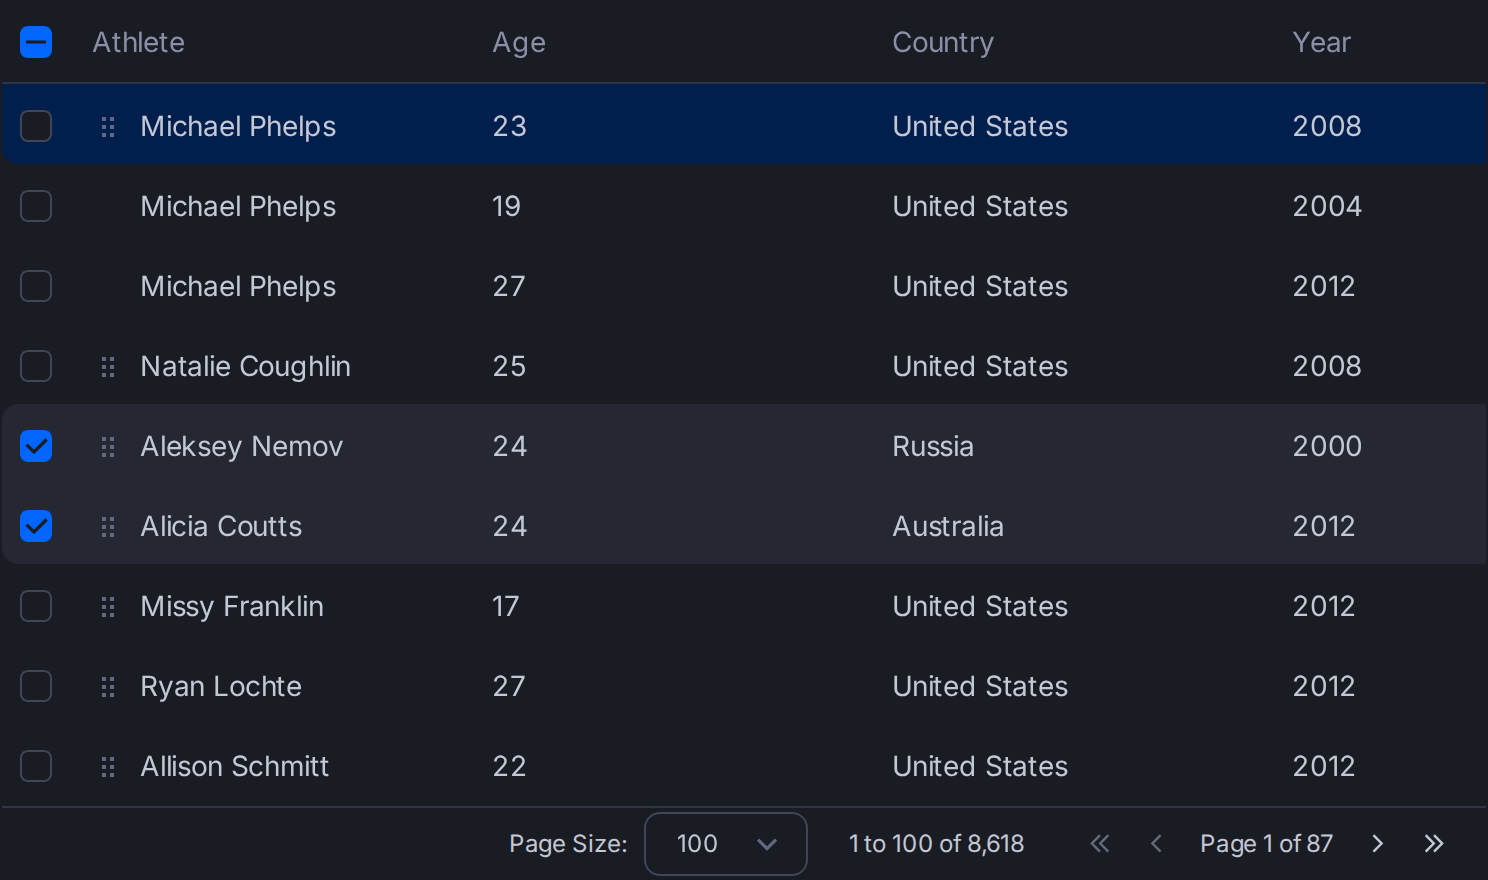 Athlete Age Country Year
Michael Phelps 23 United States 2008
Michael Phelps 19 United States 2004
Michael Phelps 27 United States 2012
Natalie Coughlin 25 United States 2008
Aleksey Nemov 24 Russia 2000
Alicia Coutts 24 Australia 2012
Missy Franklin 17 United States 2012
Ryan Lochte 27 United States 2012
Allison Schmitt 22 United States 2012
Page Size: 100 1 to 100 of 8,618 Page 1 of 87